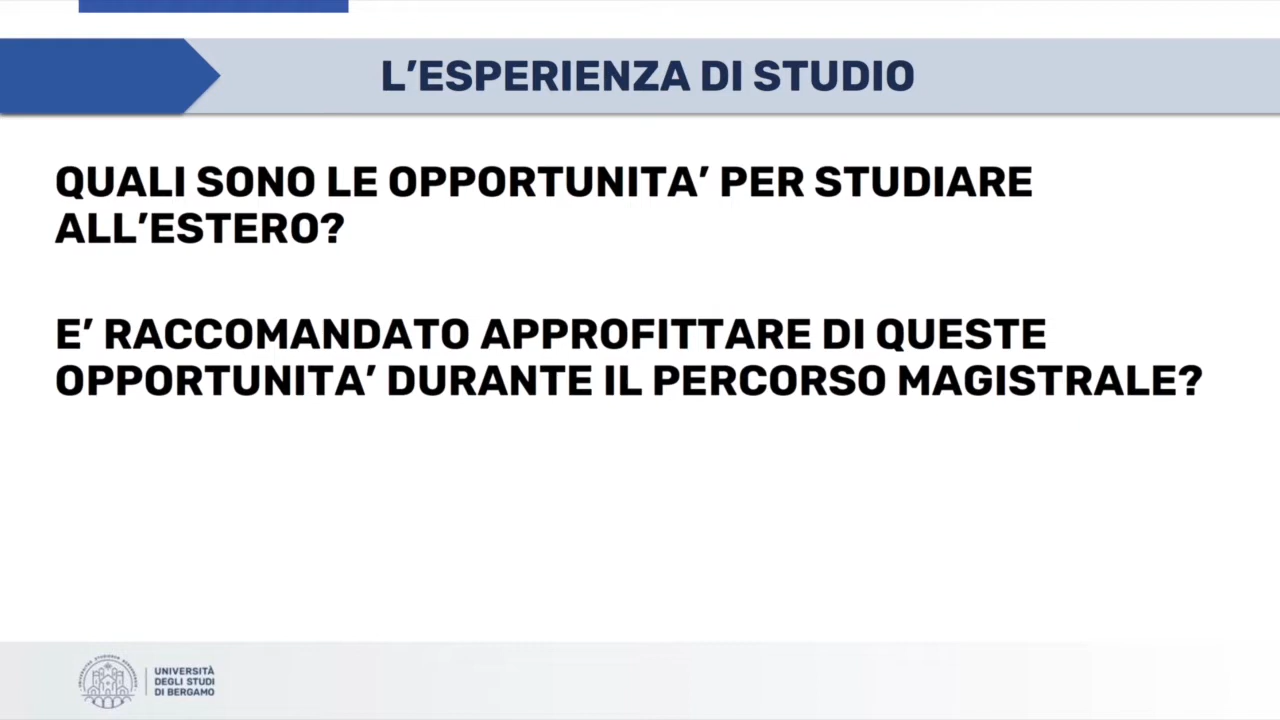 L’ESPERIENZA DI STUDIO
QUALI SONO LE OPPORTUNITA’ PER STUDIARE
ALL’ESTERO?
E’ RACCOMANDATO APPROFITTARE DI QUESTE
OPPORTUNITA’ DURANTE IL PERCORSO MAGISTRALE?
UNIVERSITÀ
DEGLI STUDI
DI BERGAMO